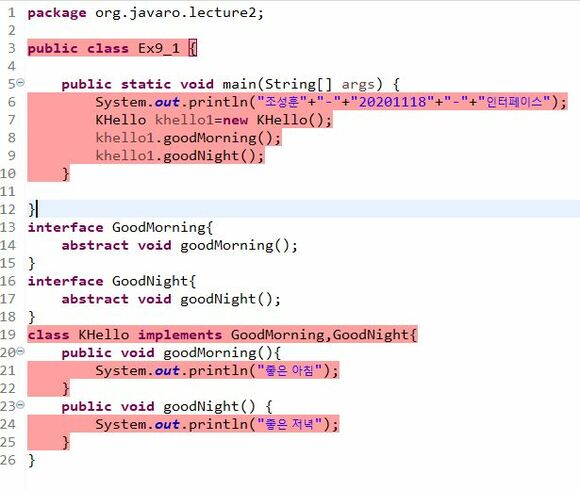 1 package org.javaro.lecture2;
2
3 public class Ex9_1 {
4
5 public static void main(String[] args) {
6 System.out.println("조성훈"+"-"+"20201118"+"-"+"인터페이스");
7 KHello khello1=new KHello();
8 khello1.goodMorning();
9 khello1.goodNight();
10 }
11
12 }
13 interface GoodMorning{
14 abstract void goodMorning();
15 }
16 interface GoodNight{
17 abstract void goodNight();
18 }
19 class KHello implements GoodMorning,GoodNight{
20 public void goodMorning(){
21 System.out.println("좋은 아침");
22 }
23 public void goodNight() {
24 System.out.println("좋은 저녁");
25 }
26 }